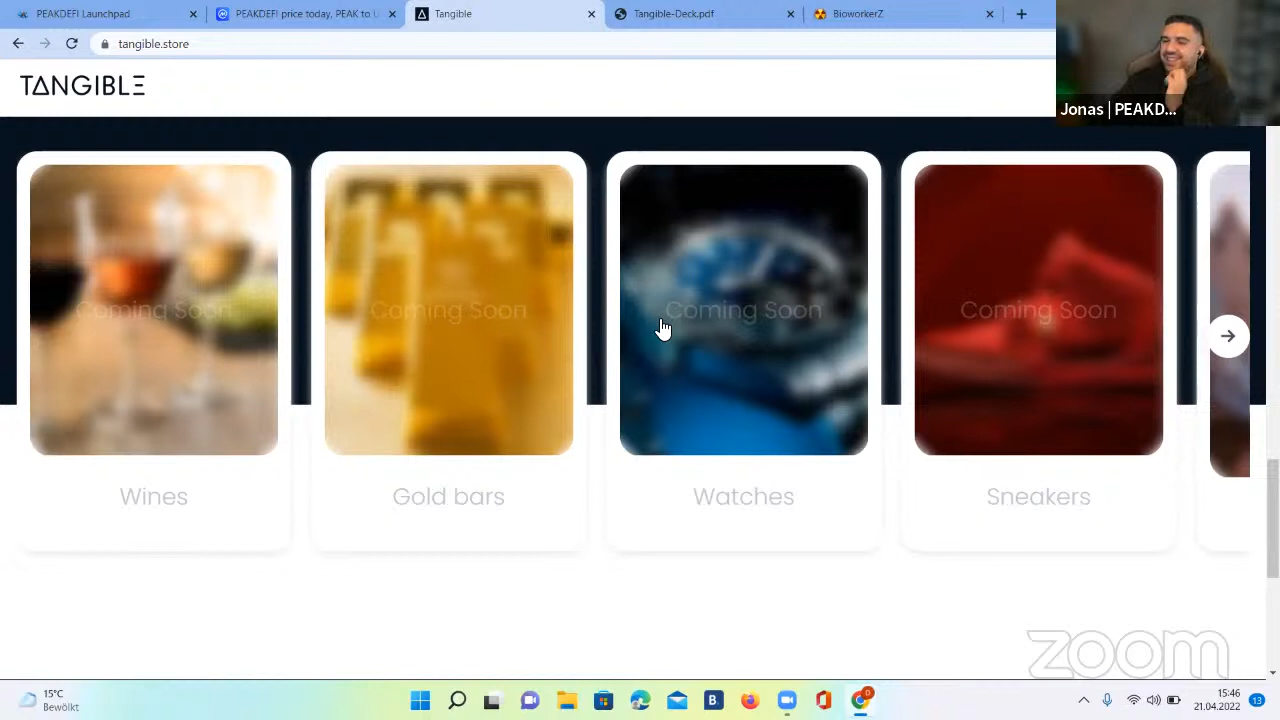 PEAKDEFI Launchpad
PEAKDEFI price today, PEAK to U
Tangible
Tangible-Deck.pdf
BioworkerZ
tangible.store
TANGIBLE
Jonas | PEAKD...
Coming Soon
Coming Soon
Coming Soon
Coming Soon
Wines
Gold bars
Watches
Sneakers
zoom
15°C
Bewölkt
B.
15:46
21.04.2022
13